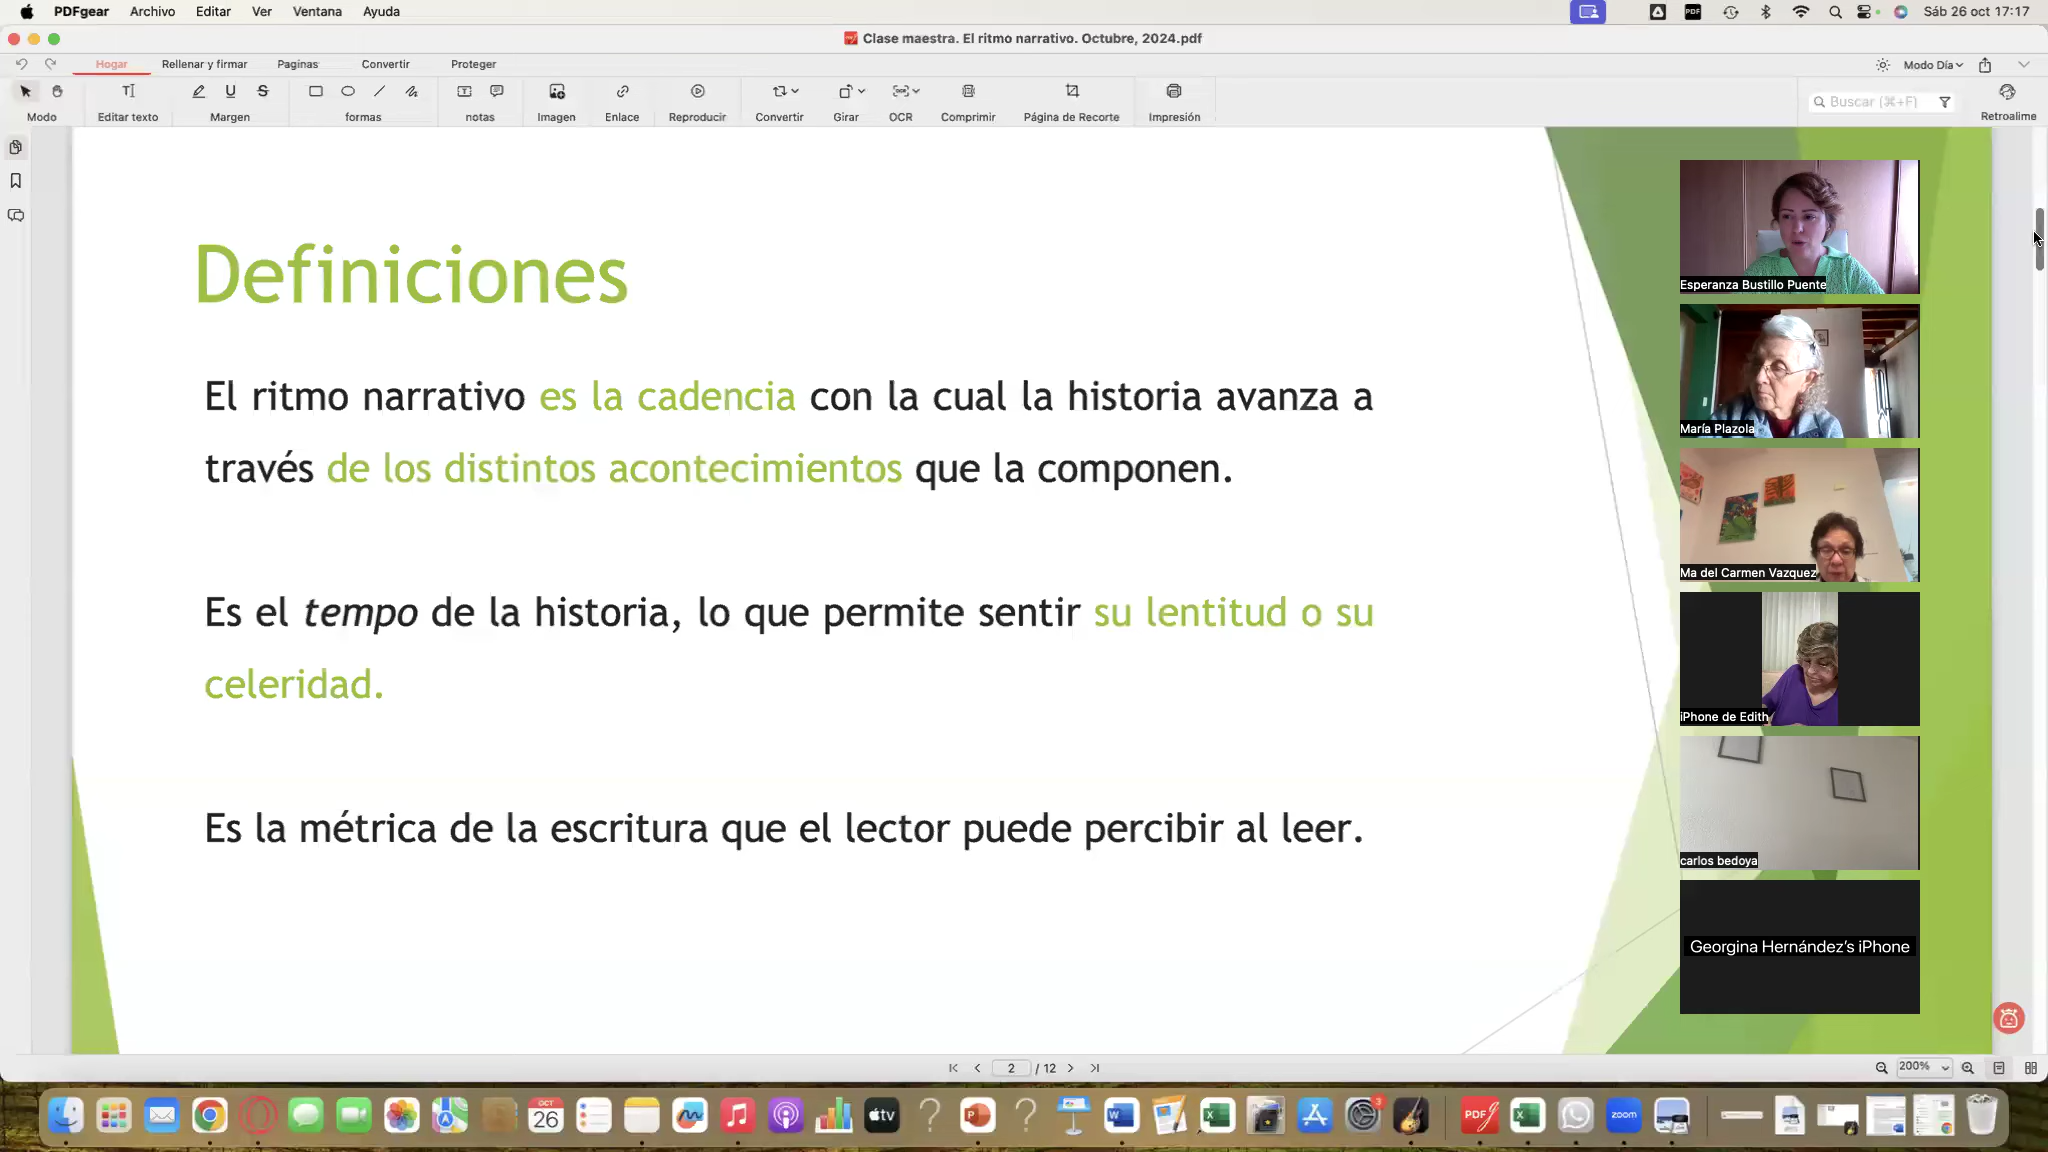 PDFgear Archivo Editar Ver Ventana Ayuda
Sáb 26 oct 17:17
Clase maestra. El ritmo narrativo. Octubre, 2024.pdf
Hogar Rellenar y firmar Paginas Convertir Proteger
Modo Día
Modo
Editar texto
Margen
formas
notas
Imagen
Enlace
Reproducir
Convertir
Girar
OCR
Comprimir
Página de Recorte
Impresión
Buscar (⌘+F)
Retroalime
Definiciones
El ritmo narrativo es la cadencia con la cual la historia avanza a
través de los distintos acontecimientos que la componen.
Es el tempo de la historia, lo que permite sentir su lentitud o su
celeridad.
Es la métrica de la escritura que el lector puede percibir al leer.
Esperanza Bustillo Puente
María Plazola
Ma del Carmen Vazquez
iPhone de Edith
carlos bedoya
Georgina Hernández's iPhone
2 / 12
200%
OCT
26
tv
zoom
PDF
3